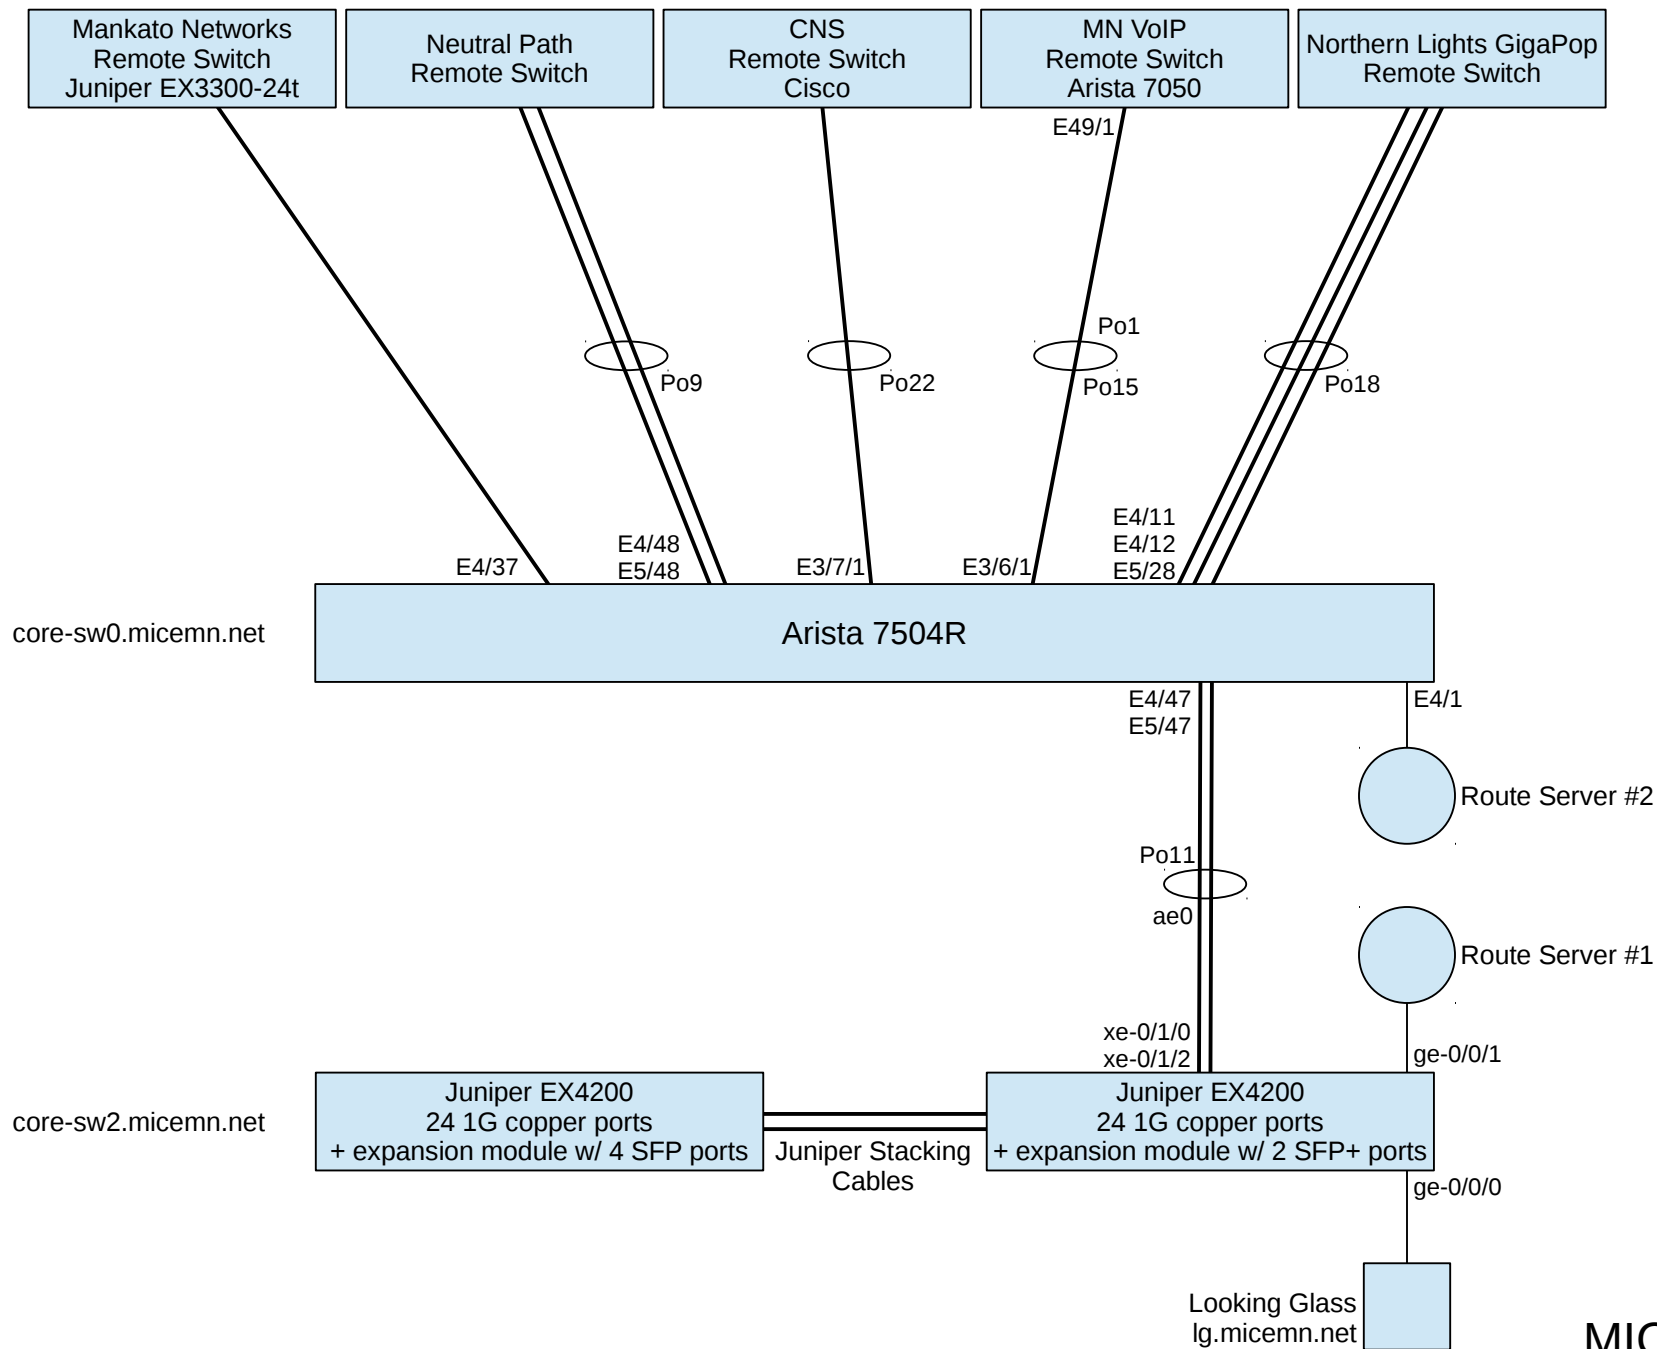 Mankato Networks
Remote Switch
Juniper EX3300-24t
Neutral Path
Remote Switch
CNS
Remote Switch
Cisco
MN VoIP
Remote Switch
Arista 7050
Northern Lights GigaPop
Remote Switch
E49/1
Po1
Po9
Po22
Po15
Po18
E4/37
E4/48
E5/48
E3/7/1
E3/6/1
E4/11
E4/12
E5/28
core-sw0.micemn.net
Arista 7504R
E4/47
E5/47
E4/1
Route Server #2
Po11
ae0
Route Server #1
xe-0/1/0
xe-0/1/2
ge-0/0/1
core-sw2.micemn.net
Juniper EX4200
24 1G copper ports
+ expansion module w/ 4 SFP ports
Juniper Stacking
Cables
Juniper EX4200
24 1G copper ports
+ expansion module w/ 2 SFP+ ports
ge-0/0/0
Looking Glass
lg.micemn.net